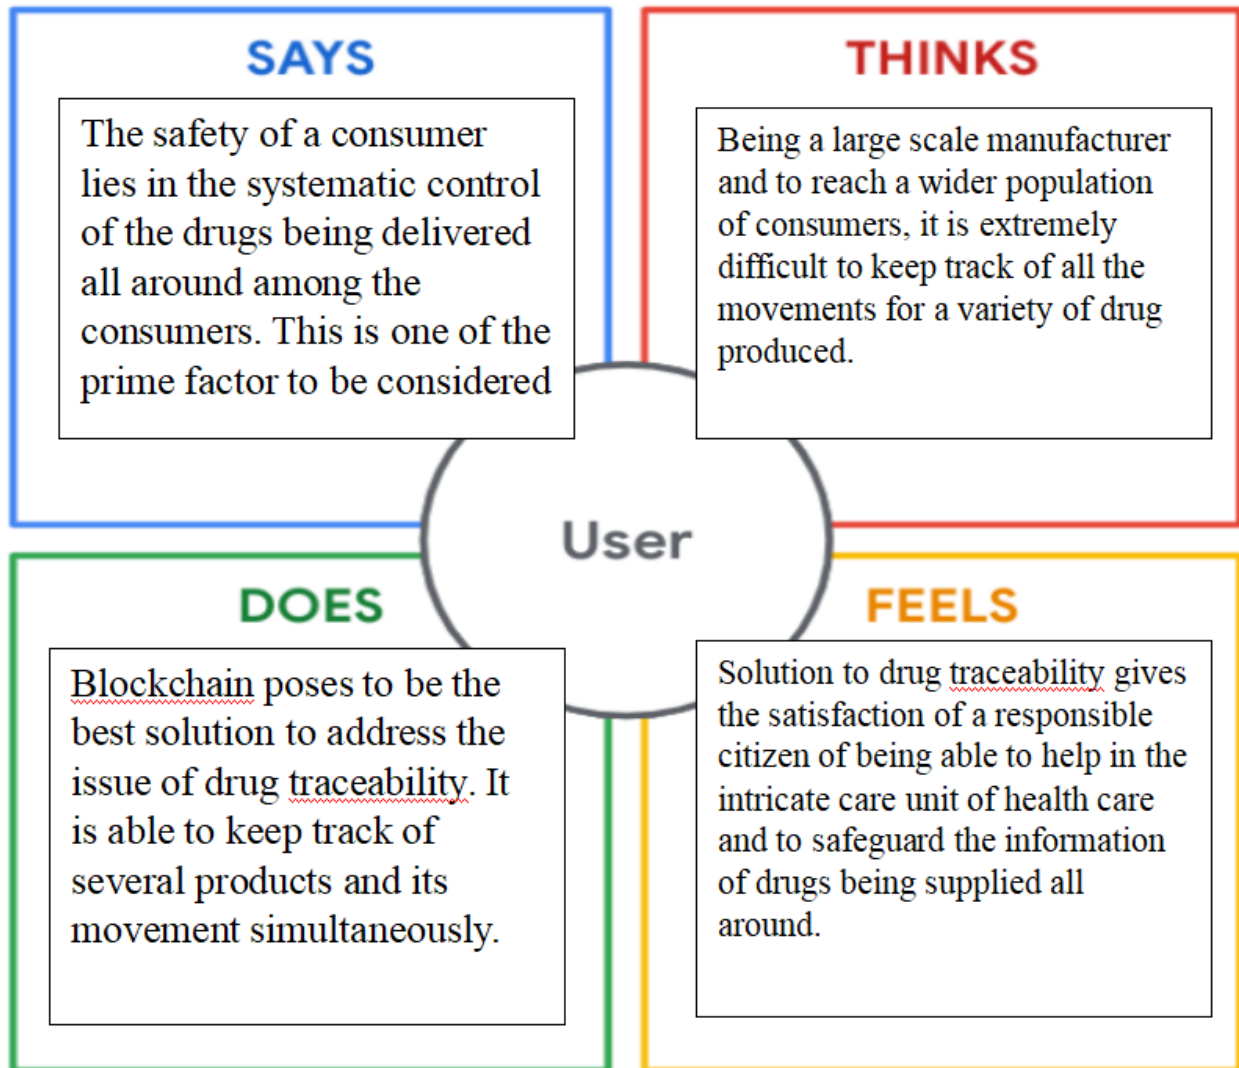 SAYS
The safety of a consumer
lies in the systematic control
of the drugs being delivered
all around among the
consumers. This is one of the
prime factor to be considered
THINKS
Being a large scale manufacturer
and to reach a wider population
of consumers, it is extremely
difficult to keep track of all the
movements for a variety of drug
produced.
User
DOES
Blockchain poses to be the
best solution to address the
issue of drug traceability. It
is able to keep track of
several products and its
movement simultaneously.
FEELS
Solution to drug traceability gives
the satisfaction of a responsible
citizen of being able to help in the
intricate care unit of health care
and to safeguard the information
of drugs being supplied all
around.